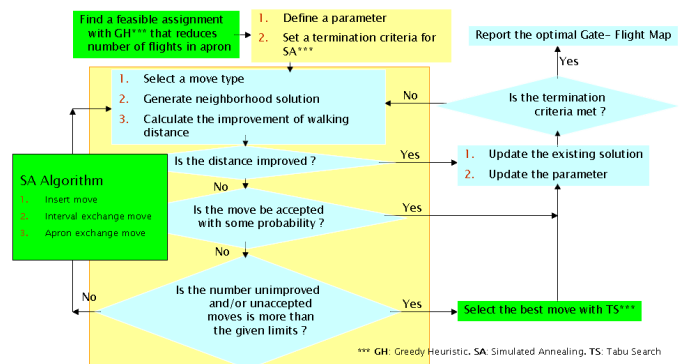 Find a feasible assignment
with GH*** that reduces
number of flights in apron
1. Define a parameter
2. Set a termination criteria for
SA***
Report the optimal Gate- Flight Map
Yes
1. Select a move type
2. Generate neighborhood solution
3. Calculate the improvement of walking
distance
No
Is the termination
criteria met ?
Is the distance improved ?
Yes
1. Update the existing solution
2. Update the parameter
No
SA Algorithm
1. Insert move
2. Interval exchange move
3. Apron exchange move
Is the move be accepted
with some probability ?
Yes
No
Is the number unimproved
and/or unaccepted
moves is more than
the given limits ?
No
Yes
Select the best move with TS***
*** GH: Greedy Heuristic, SA: Simulated Annealing, TS: Tabu Search